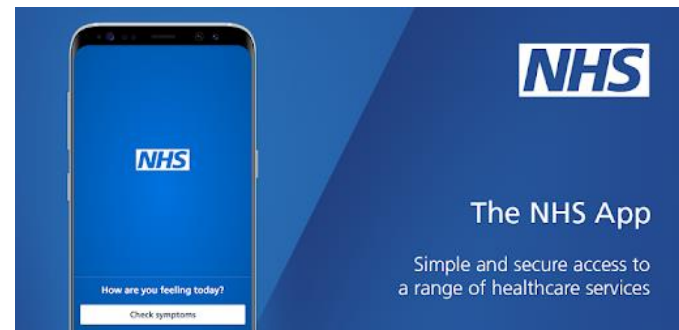 NHS
How are you feeling today?
Check symptoms
NHS
The NHS App
Simple and secure access to
a range of healthcare services